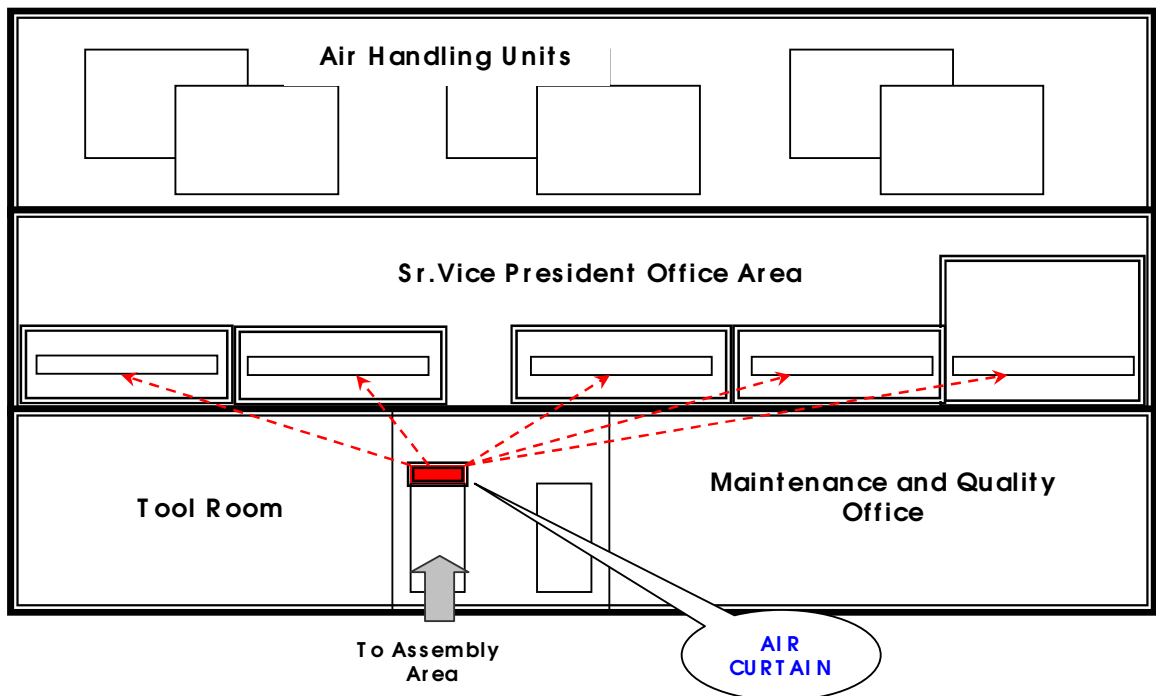 Air Handling Units
Sr.Vice President Office Area
Tool Room
Maintenance and Quality
Office
To Assembly
Area
AIR
CURTAIN